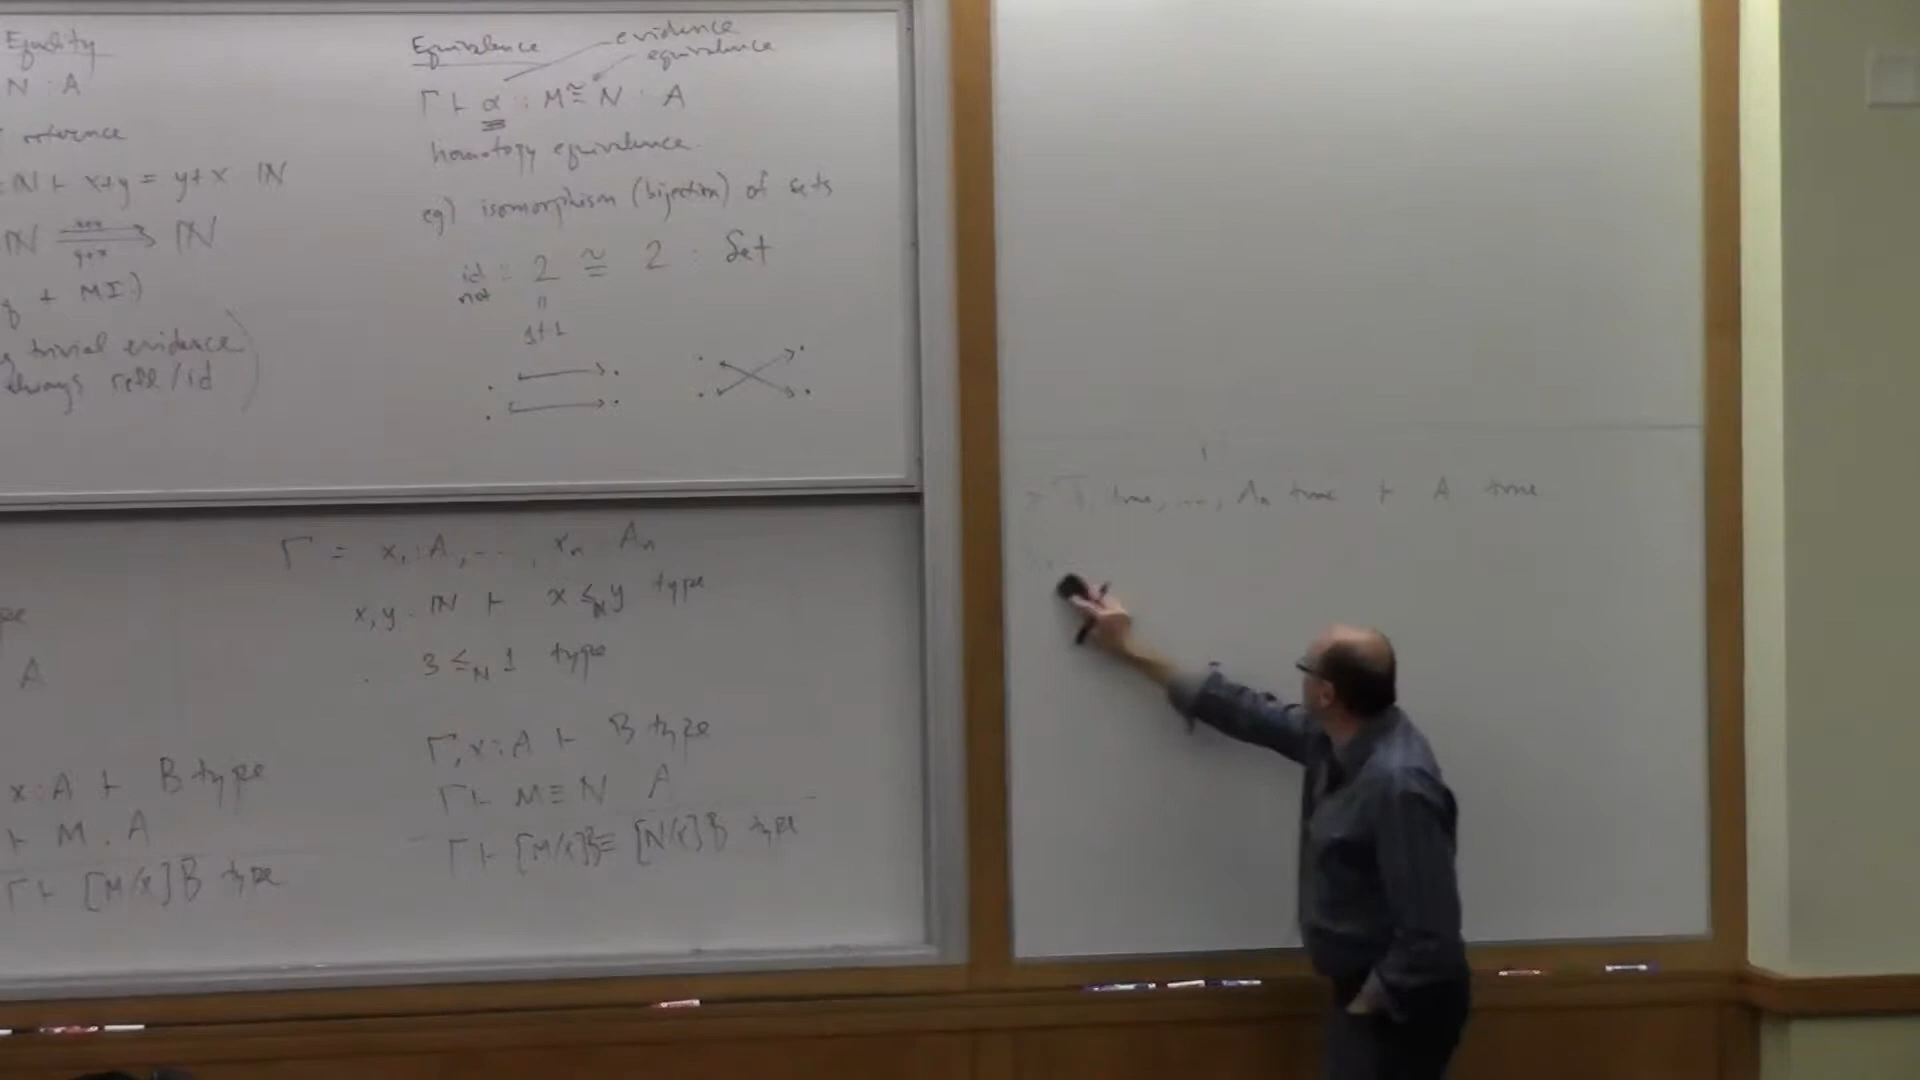 Equality
N : A
reference
: ℕ ⊢ x+y = y+x ℕ
ℕ ⟶ ℕ
y+x
+ MI)
trivial evidence
always refl/id
Equivalence
evidence
equivalence
Γ ⊢ α : M ≅ N : A
homotopy equivalence.
eg) isomorphism (bijection) of sets
id : 2 ≅ 2 : Set
not
"
1+1
A
x:A ⊢ B type
⊢ M : A
Γ ⊢ [M/x]B type
Γ = x₁:A₁, ..., xₙ:Aₙ
x, y : ℕ ⊢ x ≤ₙ y type
3 ≤ₙ 1 type
Γ, x:A ⊢ B type
Γ ⊢ M ≡ N : A
Γ ⊢ [M/x]B ≡ [N/x]B type
true, ..., Aₙ true ⊢ A true